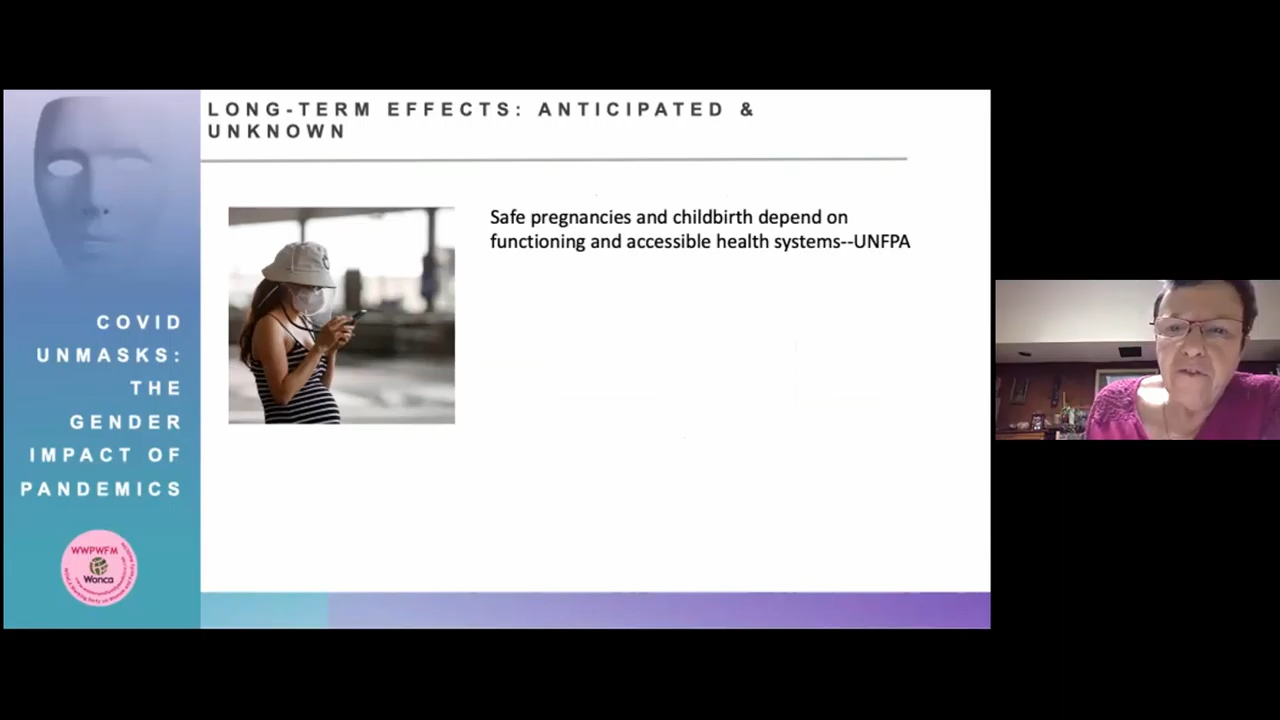 LONG-TERM EFFECTS: ANTICIPATED &
UNKNOWN
Safe pregnancies and childbirth depend on
functioning and accessible health systems--UNFPA
COVID
UNMASKS:
THE
GENDER
IMPACT OF
PANDEMICS
WWPWFM
Wonca